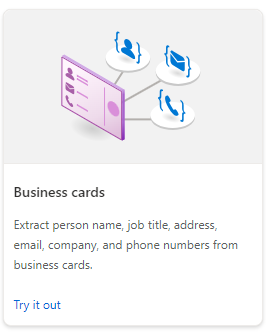 Business cards
Extract person name, job title, address,
email, company, and phone numbers from
business cards.
Try it out